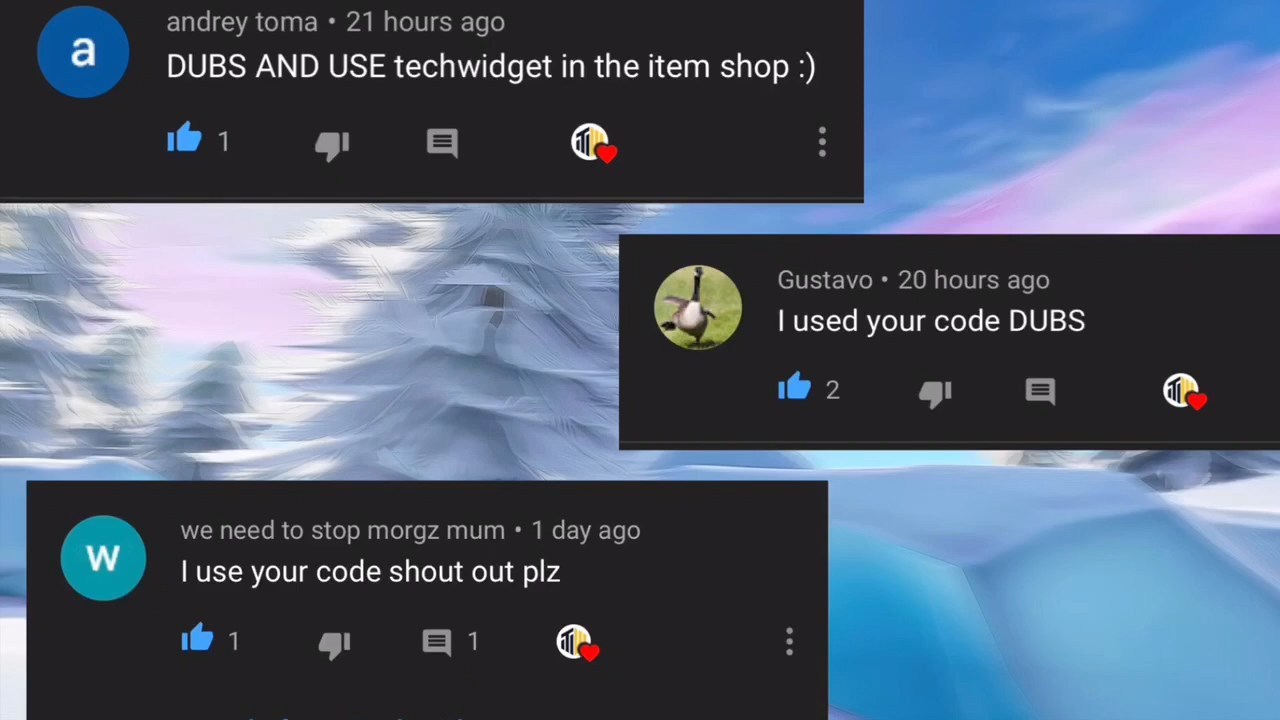 a
andrey toma • 21 hours ago
DUBS AND USE techwidget in the item shop :)
1
Gustavo • 20 hours ago
I used your code DUBS
2
w
we need to stop morgz mum • 1 day ago
I use your code shout out plz
1
1